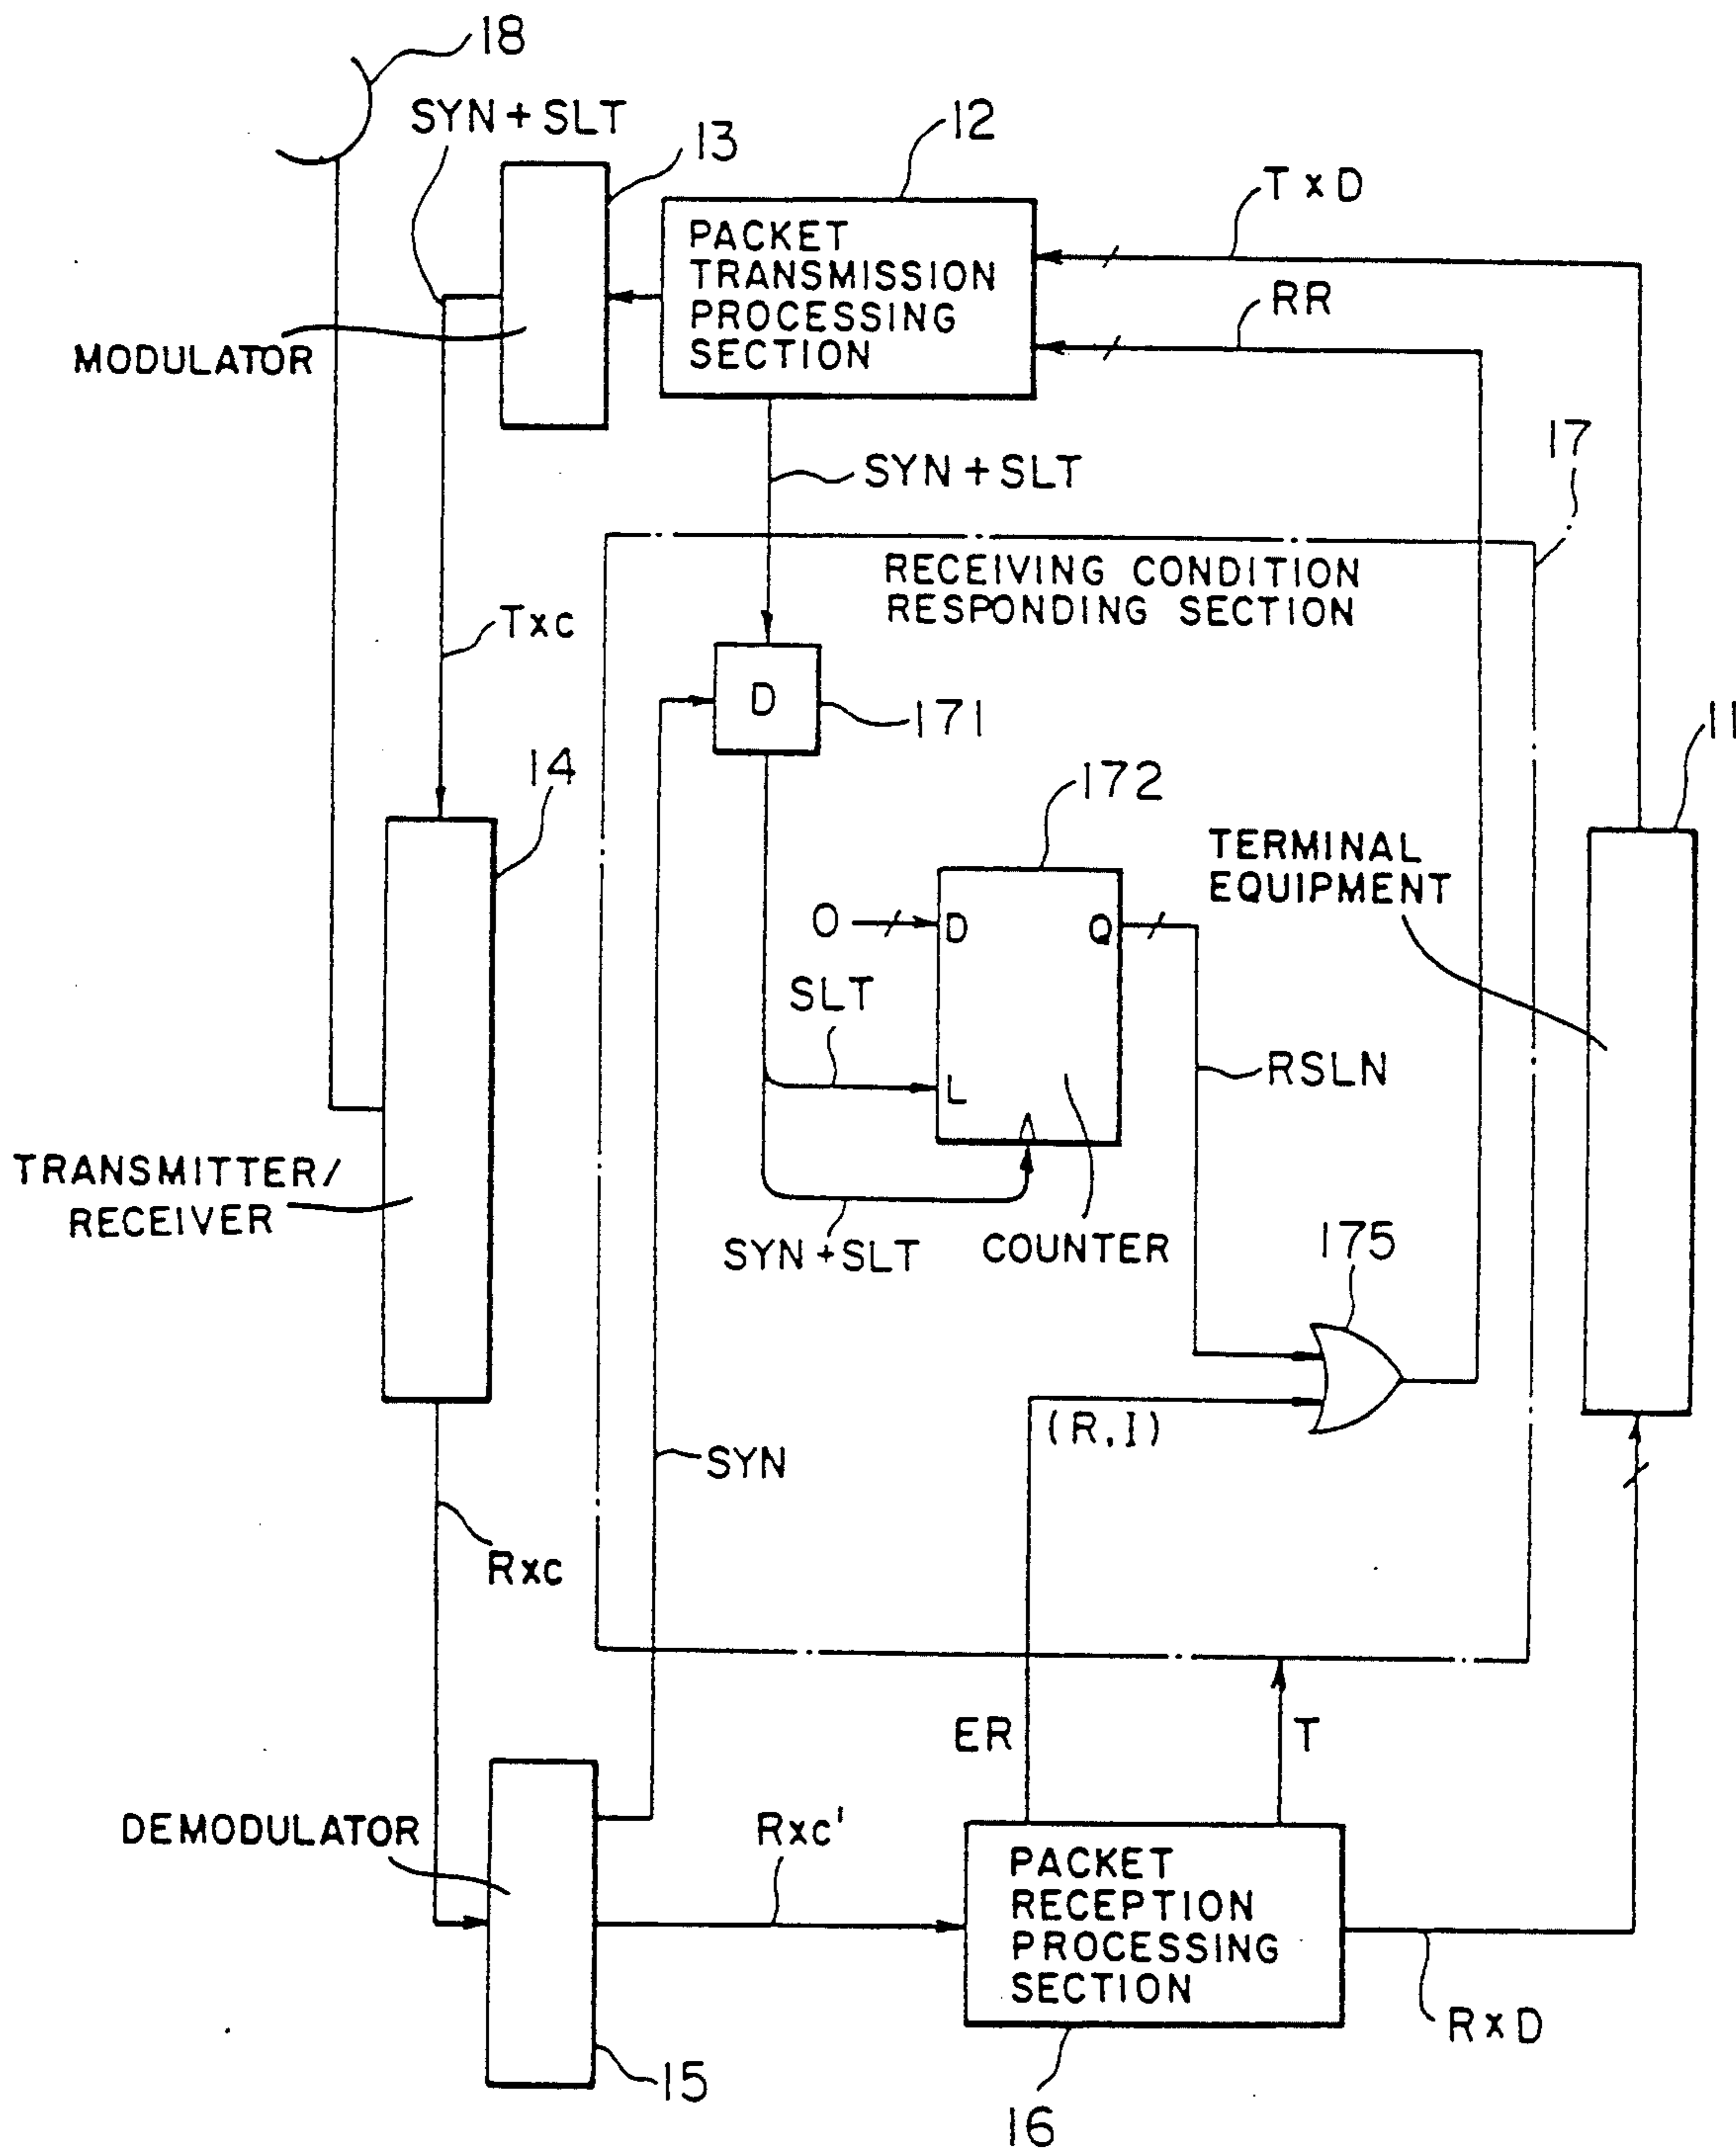 18
SYN + SLT
13
12
T x D
PACKET
TRANSMISSION
PROCESSING
SECTION
RR
MODULATOR
17
SYN + SLT
RECEIVING CONDITION
RESPONDING SECTION
Txc
D
171
11
14
172
TERMINAL
EQUIPMENT
0
D
Q
SLT
L
RSLN
TRANSMITTER/
RECEIVER
SYN + SLT
COUNTER
175
(R,I)
SYN
Rxc
ER
T
DEMODULATOR
Rxc'
PACKET
RECEPTION
PROCESSING
SECTION
RxD
15
16